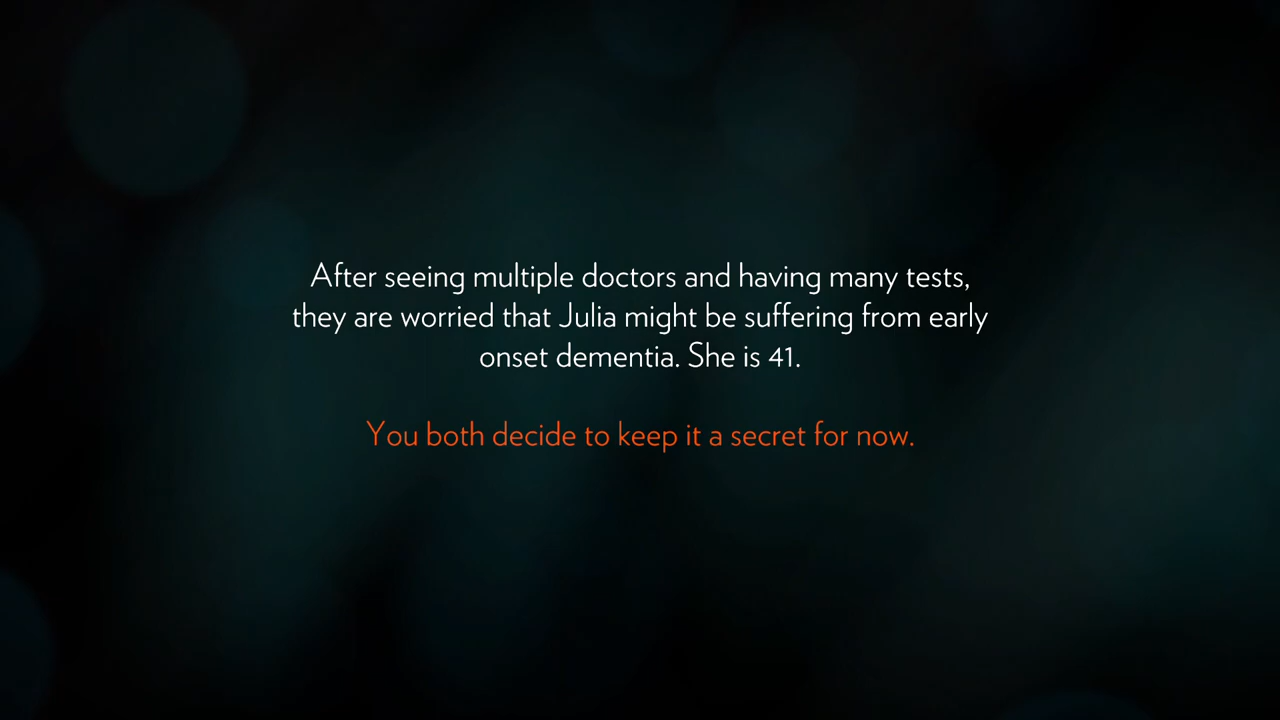 After seeing multiple doctors and having many tests,
they are worried that Julia might be suffering from early
onset dementia. She is 41.
You both decide to keep it a secret for now.